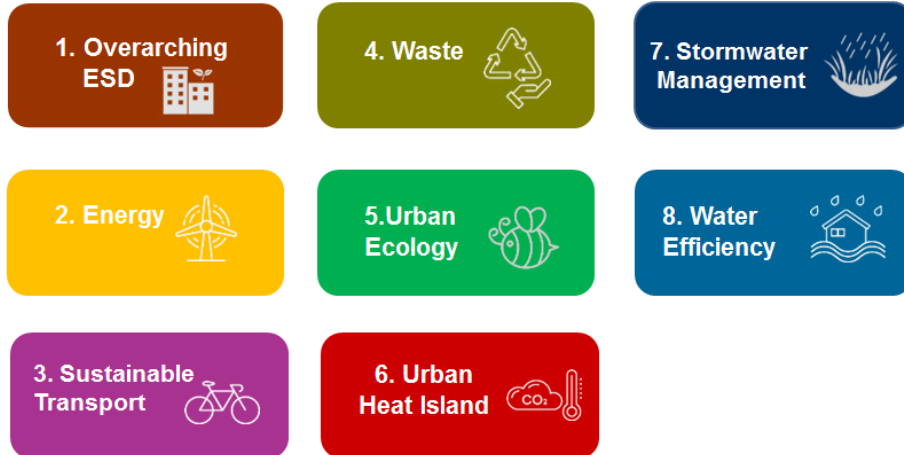 1. Overarching
ESD
2. Energy
3. Sustainable
Transport
4. Waste
5.Urban
Ecology
6. Urban
Heat Island
CO₂
7. Stormwater
Management
8. Water
Efficiency